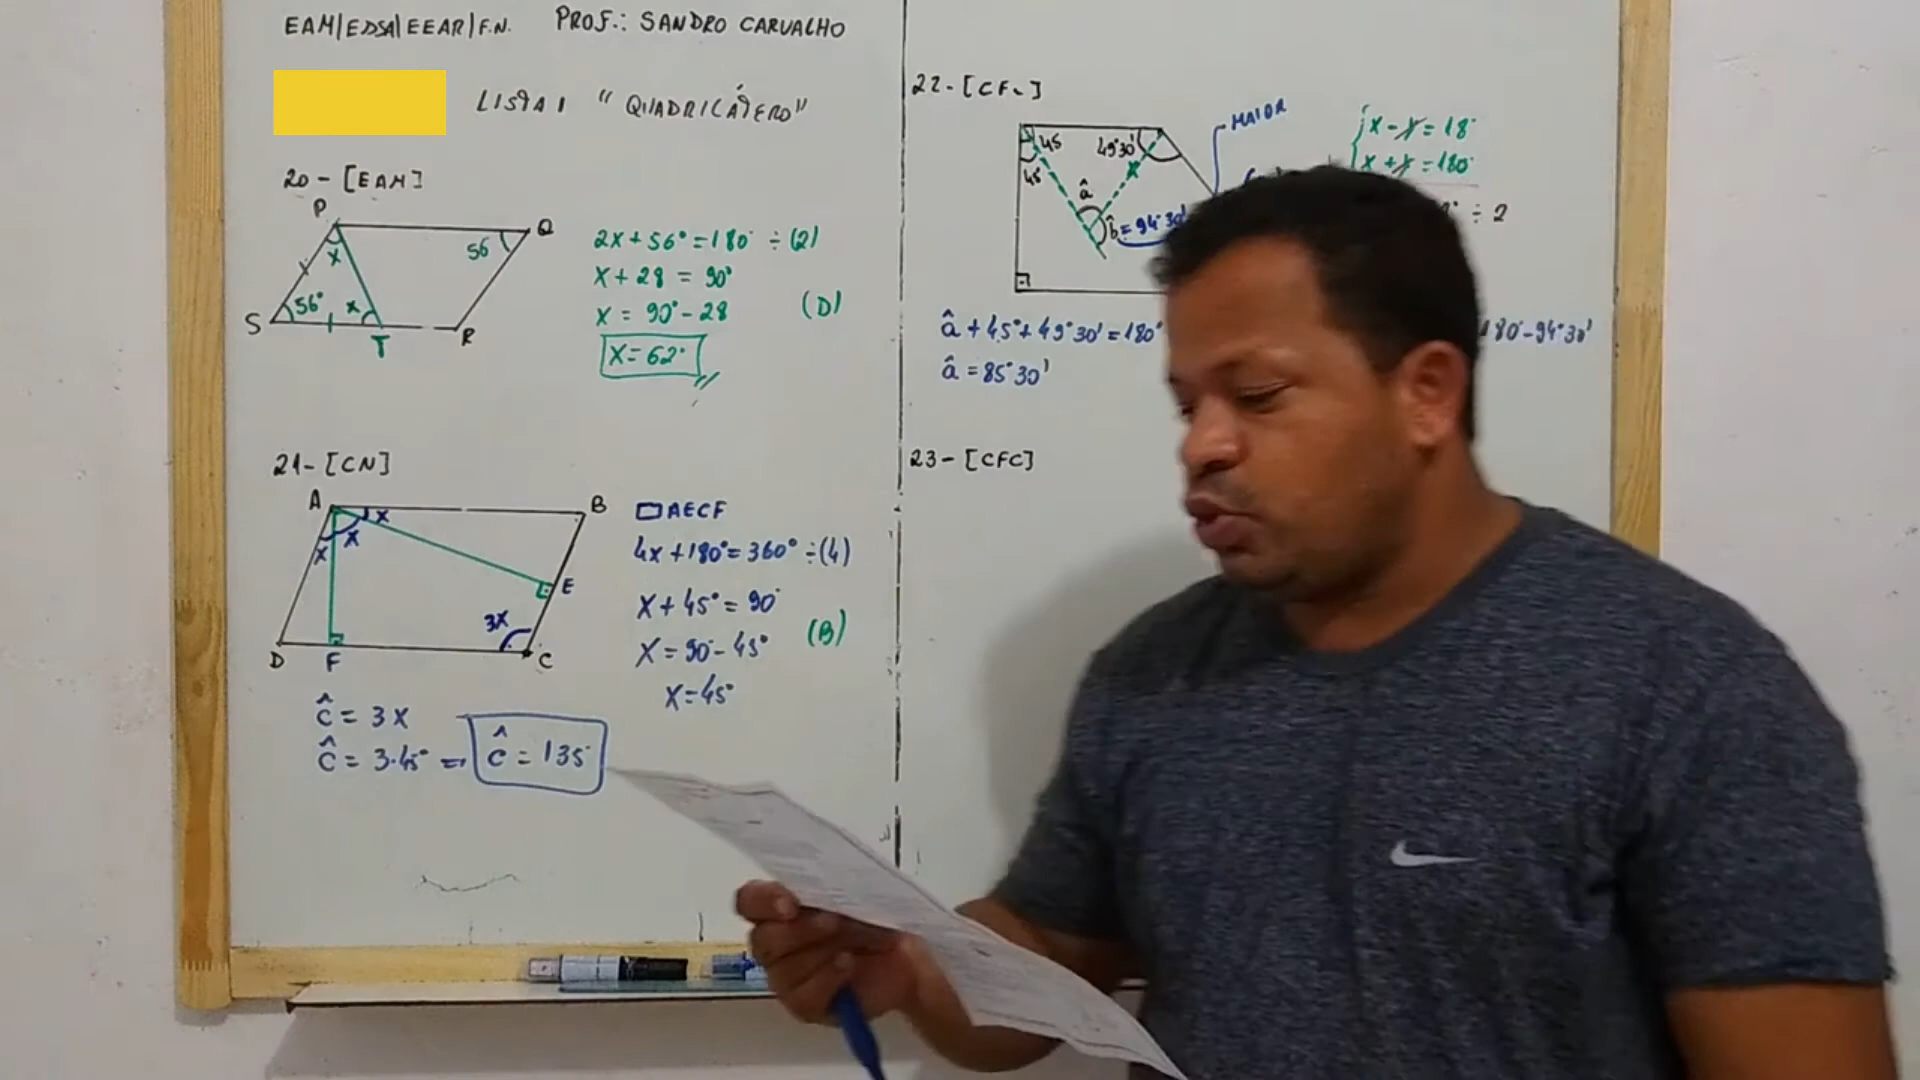 EAM/EDSA/EEAR/F.N. PROF.: SANDRO CARVALHO
LISTA 1 "QUADRILÁTERO"
20-[EAM]
P
Q
x
56
56°
x
S
T
R
2x+56°=180° ÷(2)
x+28 = 90°
x = 90°-28
(D)
x=62°
21-[CN]
A
B
x
x
x
E
3x
D
F
C
▭AECF
4x+180°=360° ÷(4)
x+45°=90°
x=90°-45°
(B)
x=45°
ĉ = 3x
ĉ = 3.45° ⇒ ĉ = 135°
22-[CFC]
45
49°30'
45
x
â
b̂=94°30'
MAIOR
x-y=18°
x+y=180°
÷ 2
â+45°+49°30'=180°
180°-94°30'
â=85°30'
23-[CFC]